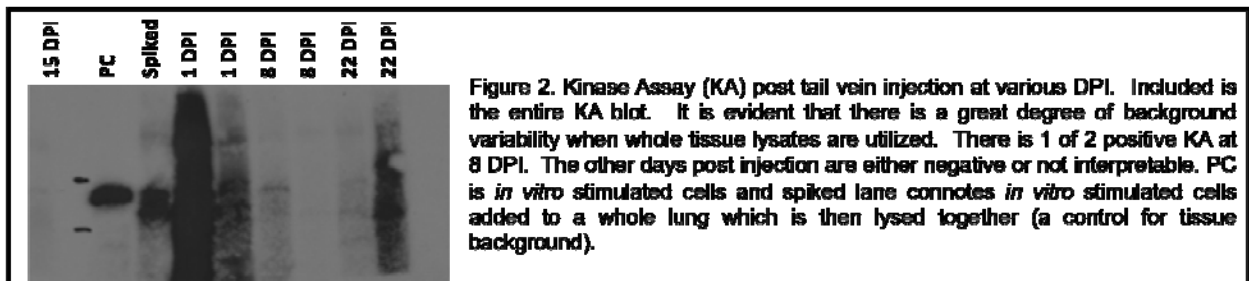 15 DPI
PC
Spiked
1 DPI
1 DPI
8 DPI
8 DPI
22 DPI
22 DPI
Figure 2. Kinase Assay (KA) post tail vein injection at various DPI. Included is
the entire KA blot. It is evident that there is a great degree of background
variability when whole tissue lysates are utilized. There is 1 of 2 positive KA at
8 DPI. The other days post injection are either negative or not interpretable. PC
is in vitro stimulated cells and spiked lane connotes in vitro stimulated cells
added to a whole lung which is then lysed together (a control for tissue
background).